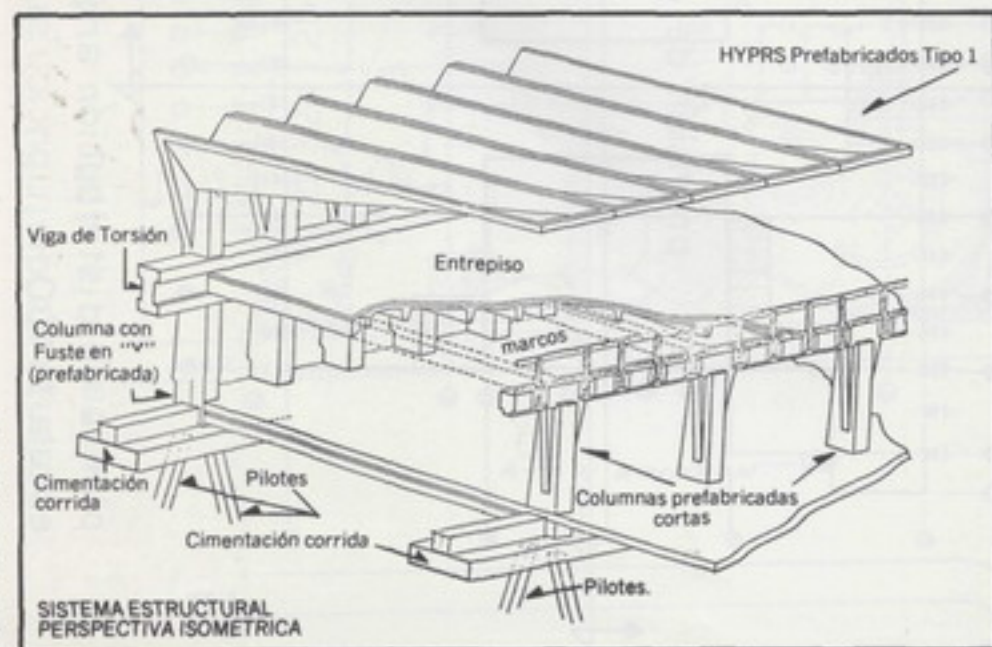 HYPRS Prefabricados Tipo 1
Viga de Torsión
Entrepiso
Columna con
Fuste en "Y"
(prefabricada)
marcos
Cimentación
corrida
Pilotes
Cimentación corrida
Columnas prefabricadas
cortas
Pilotes.
SISTEMA ESTRUCTURAL
PERSPECTIVA ISOMETRICA